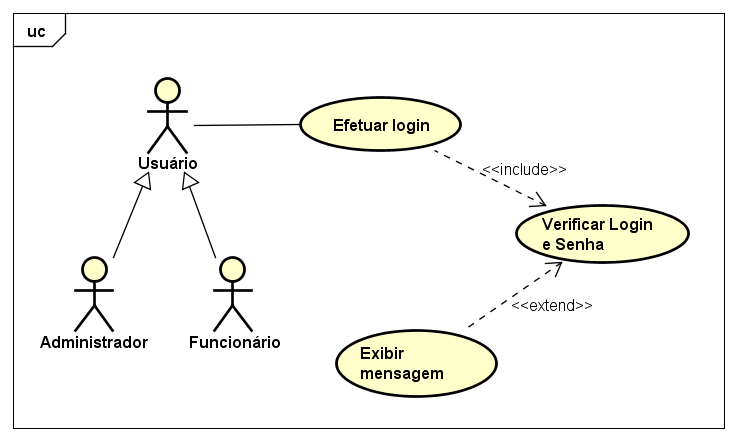 uc
Efetuar login
Usuário
<<include>>
Verificar Login
e Senha
<<extend>>
Administrador
Funcionário
Exibir
mensagem